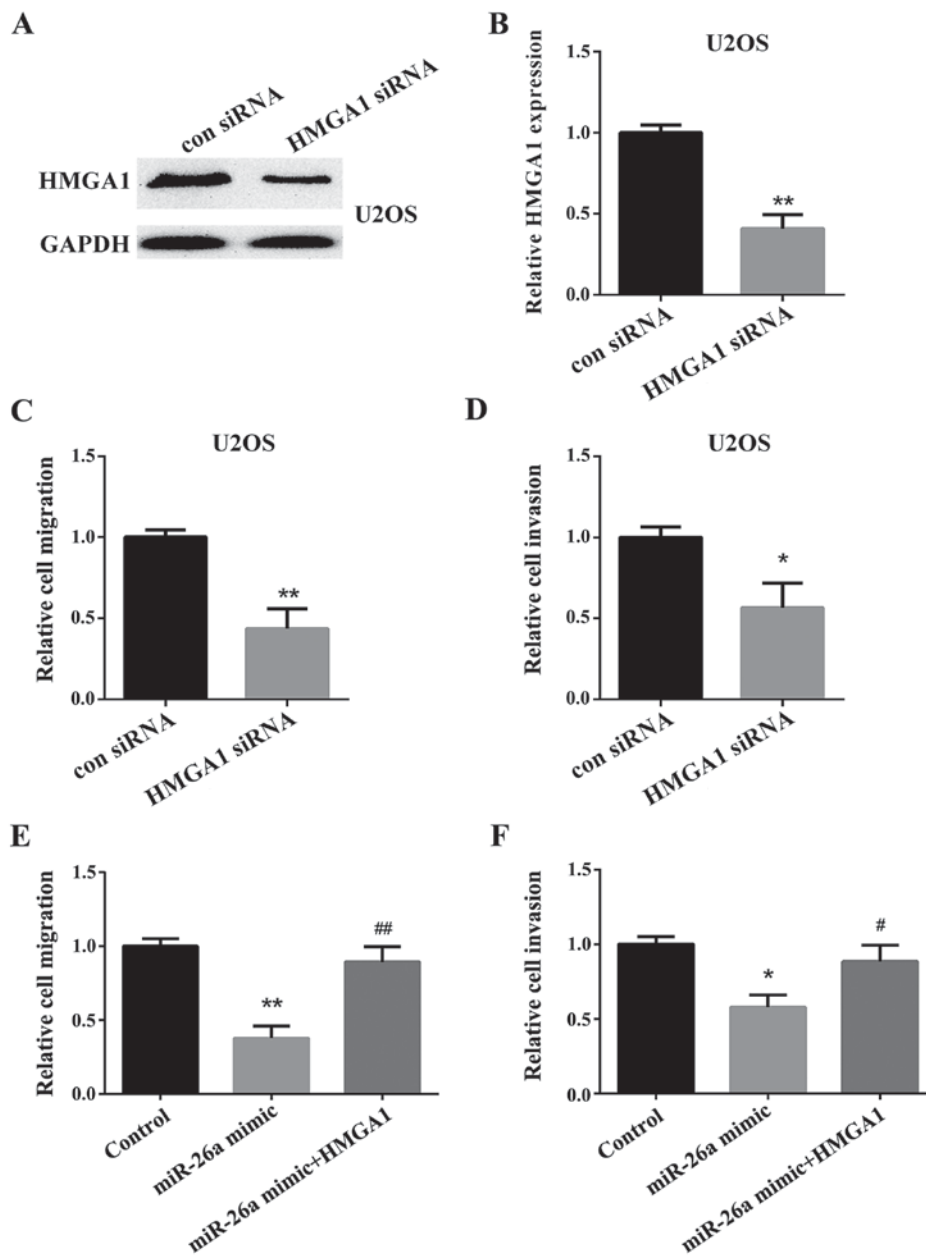 A
con siRNA
HMGA1 siRNA
HMGA1
GAPDH
U2OS
B
U2OS
Relative HMGA1 expression
1.5
1.0
0.5
0.0
**
con siRNA
HMGA1 siRNA
C
U2OS
Relative cell migration
1.5
1.0
0.5
0.0
**
con siRNA
HMGA1 siRNA
D
U2OS
Relative cell invasion
1.5
1.0
0.5
0.0
*
con siRNA
HMGA1 siRNA
E
Relative cell migration
1.5
1.0
0.5
0.0
**
##
Control
miR-26a mimic
miR-26a mimic+HMGA1
F
Relative cell invasion
1.5
1.0
0.5
0.0
*
#
Control
miR-26a mimic
miR-26a mimic+HMGA1